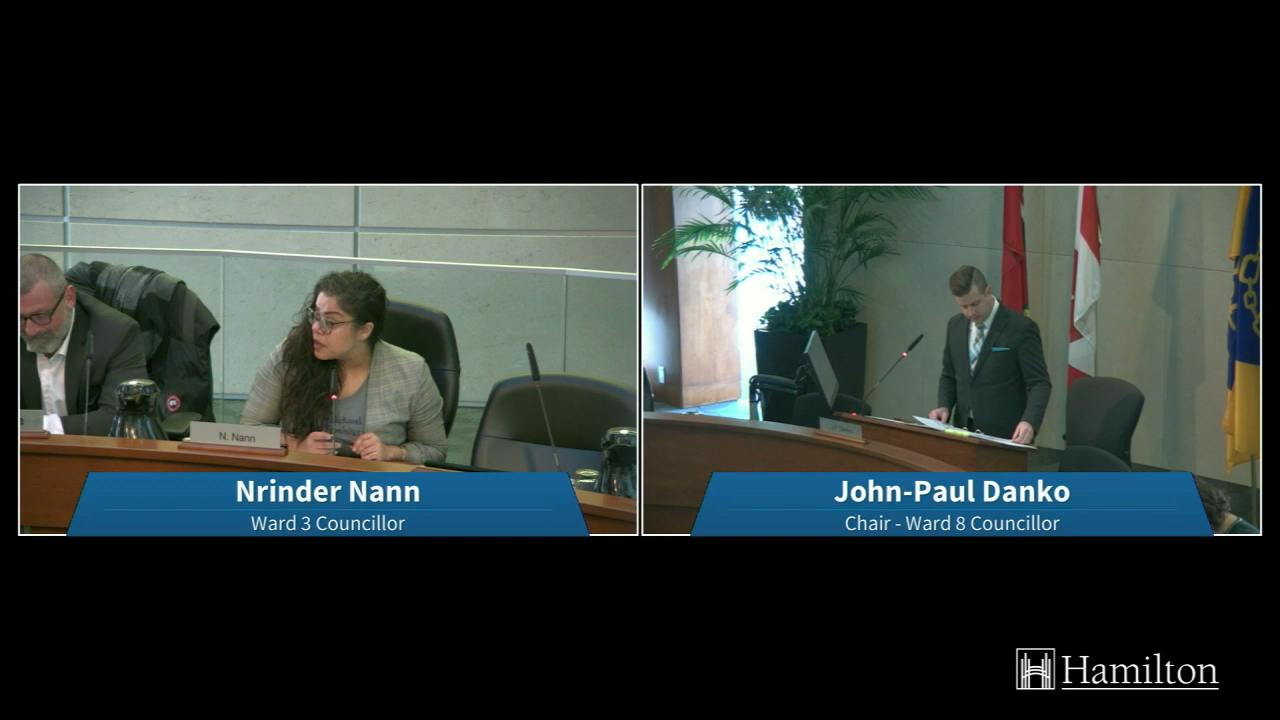 N. Nann
Nrinder Nann
Ward 3 Councillor
John-Paul Danko
Chair - Ward 8 Councillor
Hamilton